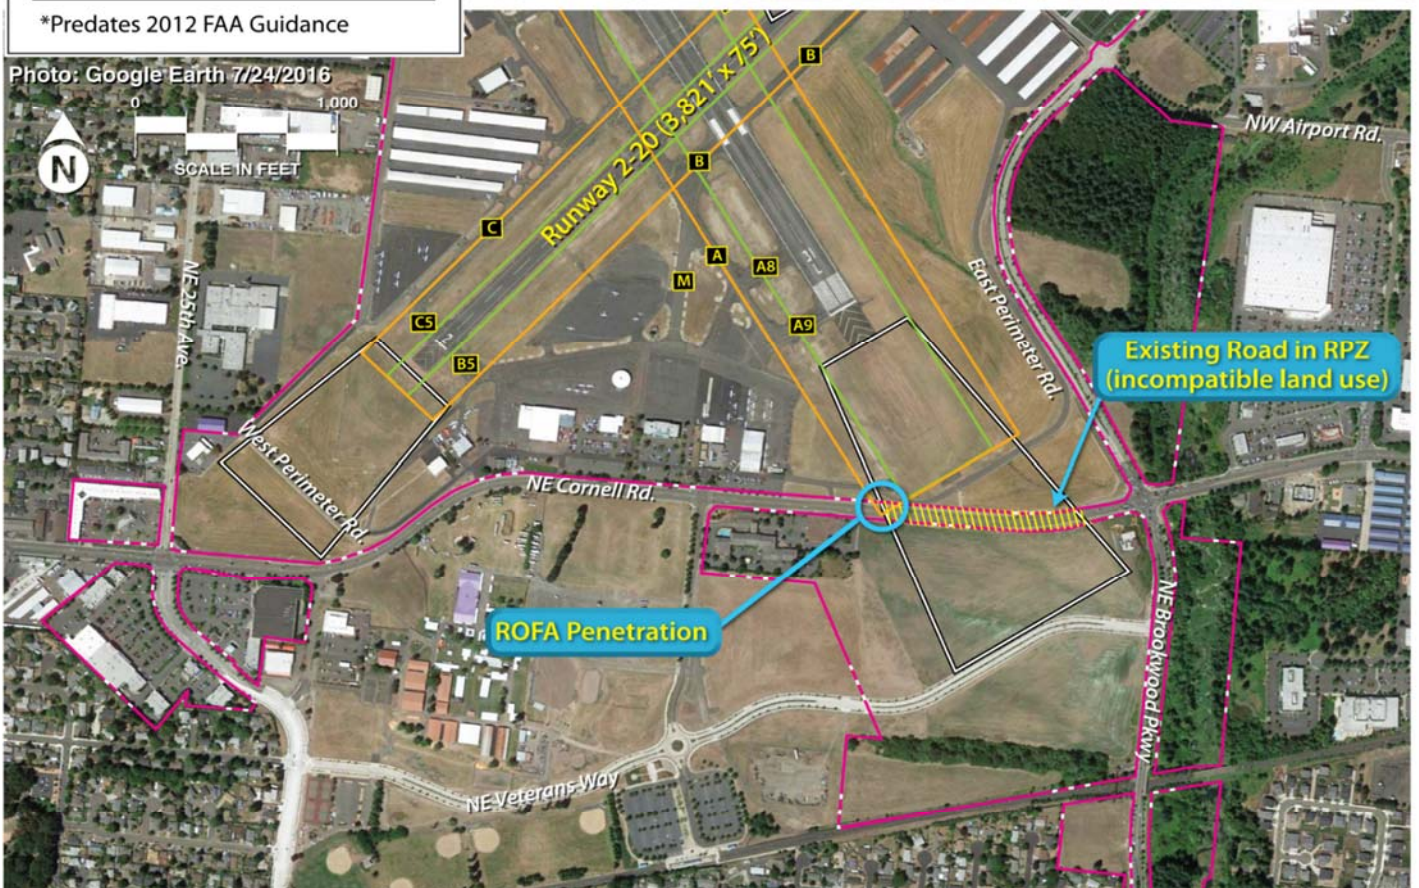 *Predates 2012 FAA Guidance
Photo: Google Earth 7/24/2016
0 1,000
SCALE IN FEET
N
NW Airport Rd.
B
Runway 2-20 (3,821' x 75')
B
C
NE 25th Ave.
A
A8
M
East Perimeter Rd.
C5
A9
B5
2
Existing Road in RPZ
(incompatible land use)
West Perimeter Rd.
NE Cornell Rd.
ROFA Penetration
NE Brookwood Pkwy
NE Veterans Way